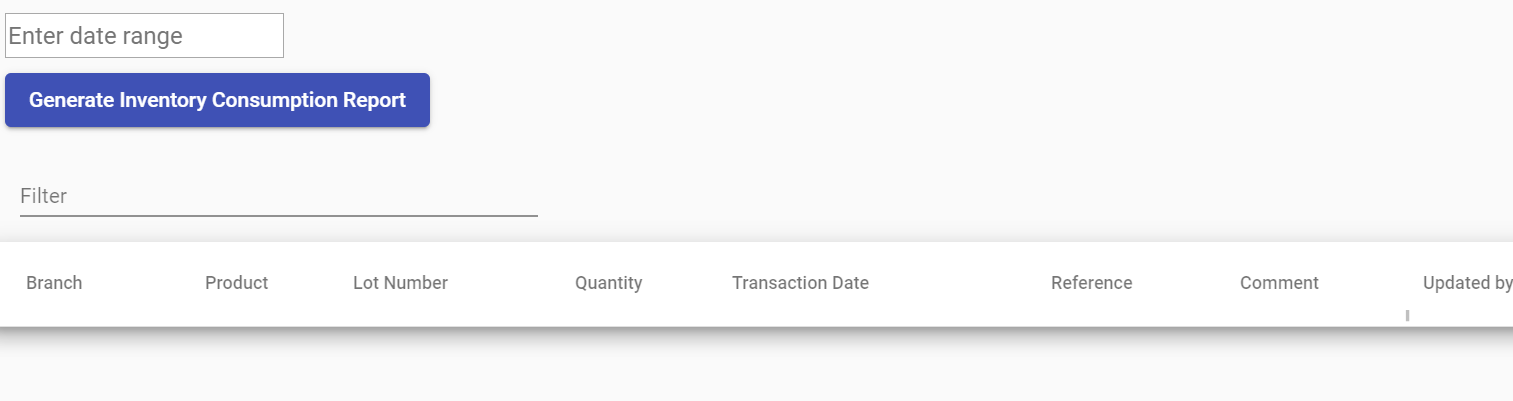 Enter date range
Generate Inventory Consumption Report
Filter
Branch Product Lot Number Quantity Transaction Date Reference Comment Updated by